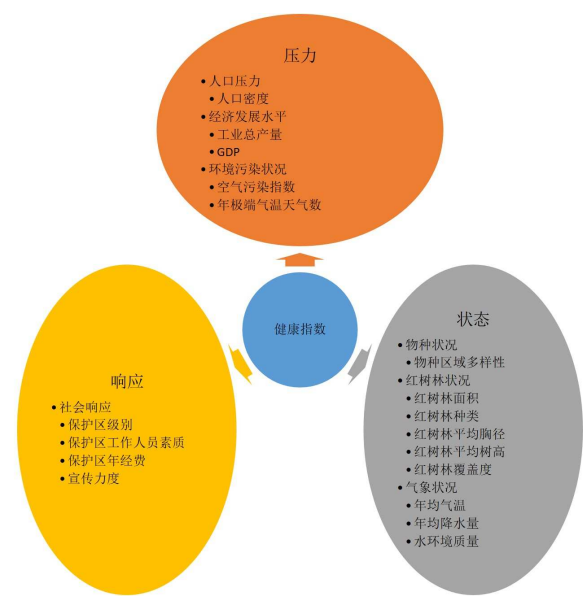 压力
• 人口压力
• 人口密度
• 经济发展水平
• 工业总产量
• GDP
• 环境污染状况
• 空气污染指数
• 年极端气温天气数
健康指数
响应
• 社会响应
• 保护区级别
• 保护区工作人员素质
• 保护区年经费
• 宣传力度
状态
• 物种状况
• 物种区域多样性
• 红树林状况
• 红树林面积
• 红树林种类
• 红树林平均胸径
• 红树林平均树高
• 红树林覆盖度
• 气象状况
• 年均气温
• 年均降水量
• 水环境质量